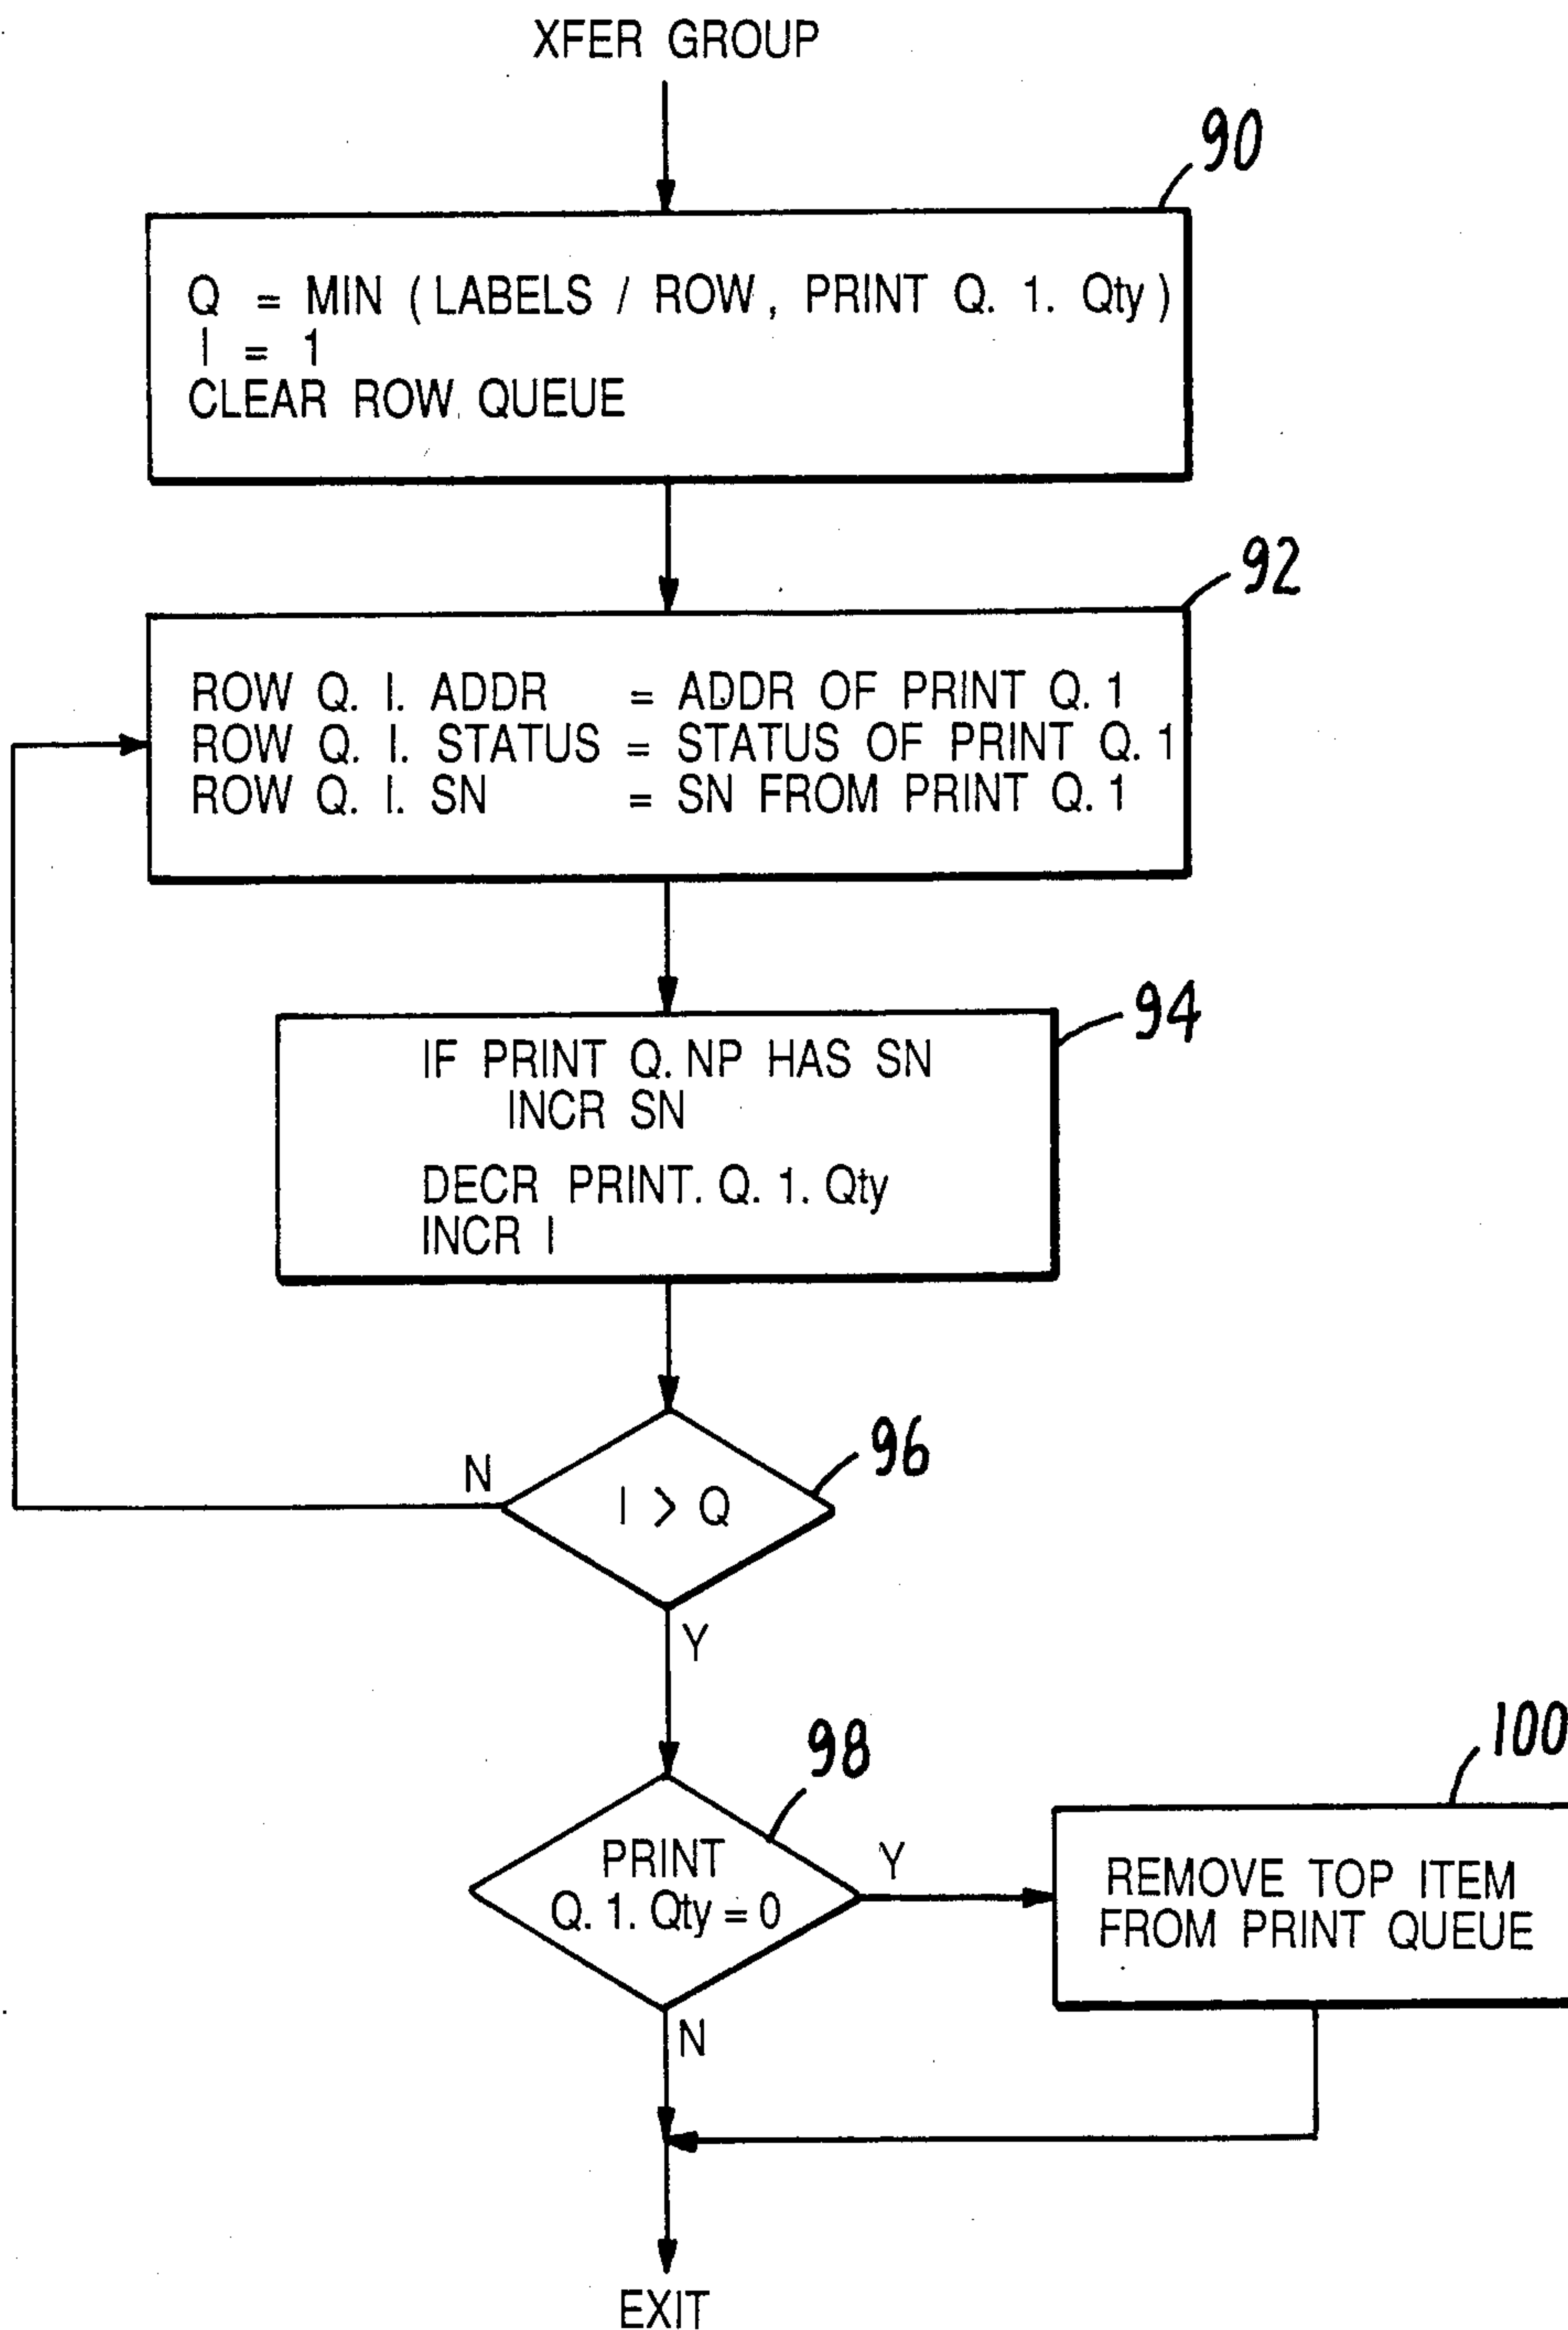 XFER GROUP
90
Q = MIN ( LABELS / ROW, PRINT Q. 1. Qty )
I = 1
CLEAR ROW QUEUE
92
ROW Q. I. ADDR = ADDR OF PRINT Q. 1
ROW Q. I. STATUS = STATUS OF PRINT Q. 1
ROW Q. I. SN = SN FROM PRINT Q. 1
94
IF PRINT Q. NP HAS SN
INCR SN
DECR PRINT. Q. 1. Qty
INCR I
96
N
I > Q
Y
98
100
PRINT
Q. 1. Qty = 0
Y
REMOVE TOP ITEM
FROM PRINT QUEUE
N
EXIT